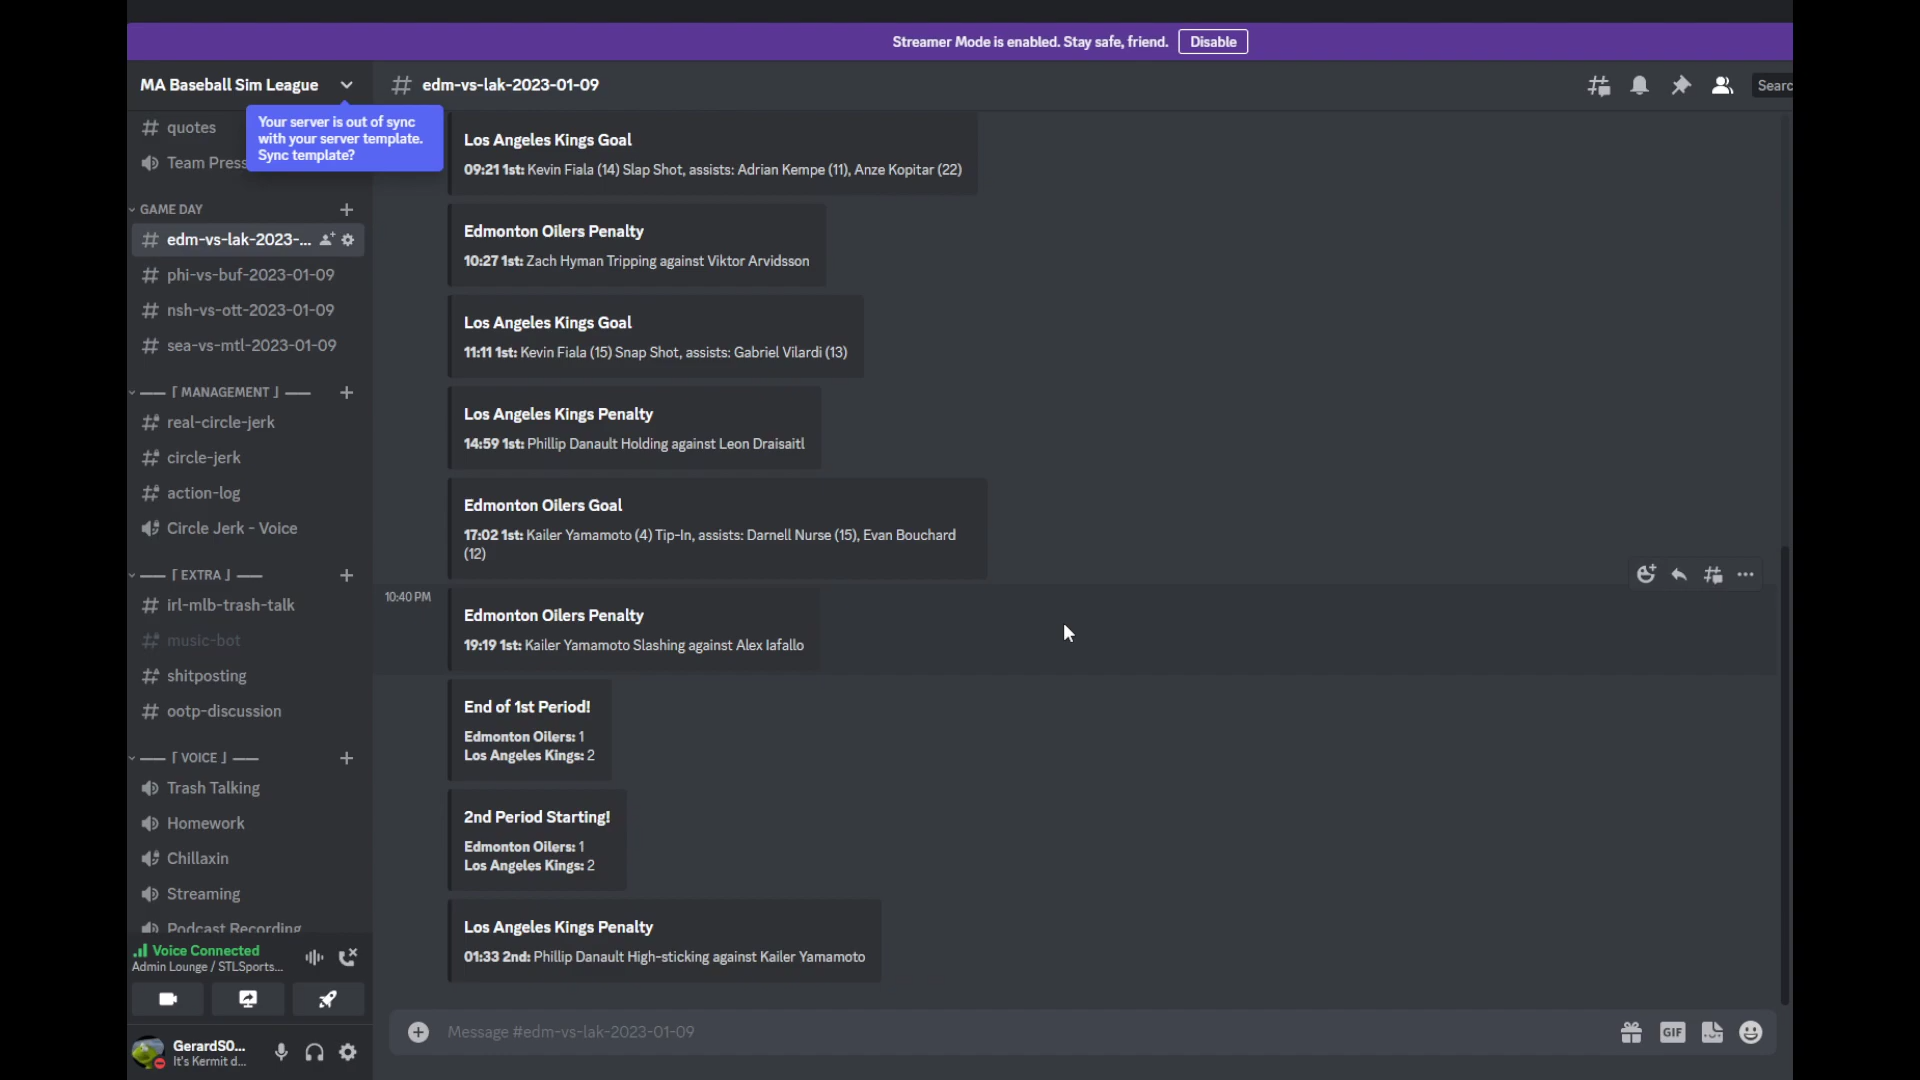 Streamer Mode is enabled. Stay safe, friend. Disable
MA Baseball Sim League
edm-vs-lak-2023-01-09
Searc
Your server is out of sync
with your server template.
Sync template?
quotes
Team Press
GAME DAY
edm-vs-lak-2023-...
phi-vs-buf-2023-01-09
nsh-vs-ott-2023-01-09
sea-vs-mtl-2023-01-09
—— 「 MANAGEMENT 」 ——
real-circle-jerk
circle-jerk
action-log
Circle Jerk - Voice
—— 「 EXTRA 」 ——
irl-mlb-trash-talk
music-bot
shitposting
ootp-discussion
—— 「 VOICE 」 ——
Trash Talking
Homework
Chillaxin
Streaming
Podcast Recording
Voice Connected
Admin Lounge / STLSports...
GerardS0...
It's Kermit d...
Los Angeles Kings Goal
09:21 1st: Kevin Fiala (14) Slap Shot, assists: Adrian Kempe (11), Anze Kopitar (22)
Edmonton Oilers Penalty
10:27 1st: Zach Hyman Tripping against Viktor Arvidsson
Los Angeles Kings Goal
11:11 1st: Kevin Fiala (15) Snap Shot, assists: Gabriel Vilardi (13)
Los Angeles Kings Penalty
14:59 1st: Phillip Danault Holding against Leon Draisaitl
Edmonton Oilers Goal
17:02 1st: Kailer Yamamoto (4) Tip-In, assists: Darnell Nurse (15), Evan Bouchard
(12)
10:40 PM
Edmonton Oilers Penalty
19:19 1st: Kailer Yamamoto Slashing against Alex Iafallo
End of 1st Period!
Edmonton Oilers: 1
Los Angeles Kings: 2
2nd Period Starting!
Edmonton Oilers: 1
Los Angeles Kings: 2
Los Angeles Kings Penalty
01:33 2nd: Phillip Danault High-sticking against Kailer Yamamoto
Message #edm-vs-lak-2023-01-09
GIF